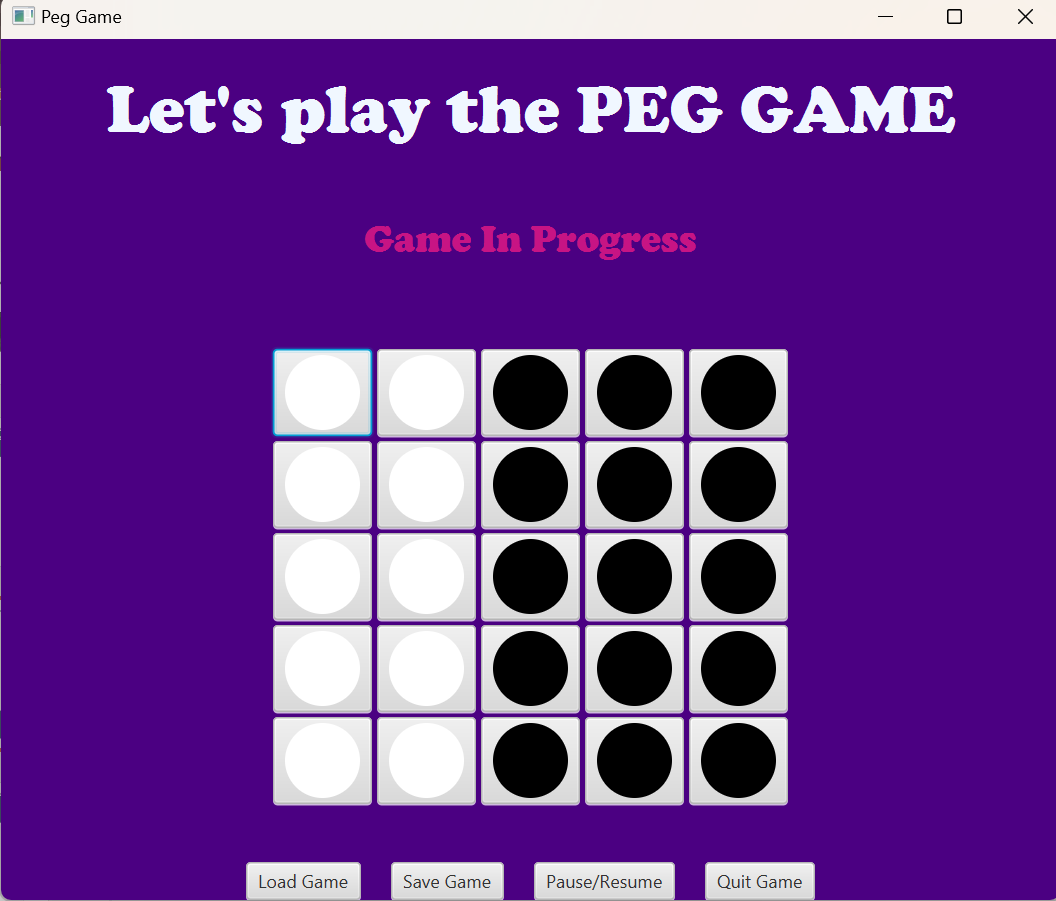 Peg Game
Let's play the PEG GAME
Game In Progress
Load Game
Save Game
Pause/Resume
Quit Game